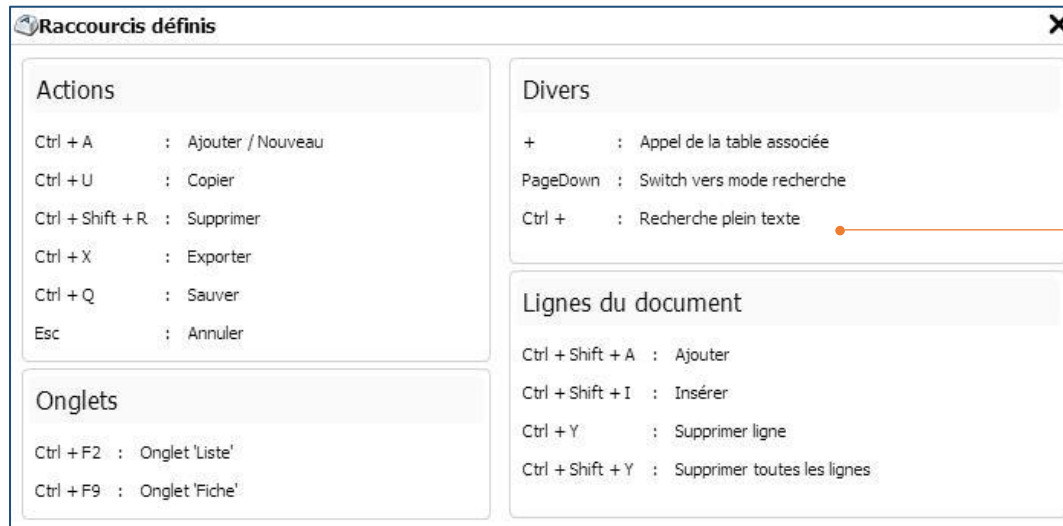 Raccourcis définis
Actions
Ctrl + A : Ajouter / Nouveau
Ctrl + U : Copier
Ctrl + Shift + R : Supprimer
Ctrl + X : Exporter
Ctrl + Q : Sauver
Esc : Annuler
Onglets
Ctrl + F2 : Onglet 'Liste'
Ctrl + F9 : Onglet 'Fiche'
Divers
+ : Appel de la table associée
PageDown : Switch vers mode recherche
Ctrl + : Recherche plein texte
Lignes du document
Ctrl + Shift + A : Ajouter
Ctrl + Shift + I : Insérer
Ctrl + Y : Supprimer ligne
Ctrl + Shift + Y : Supprimer toutes les lignes